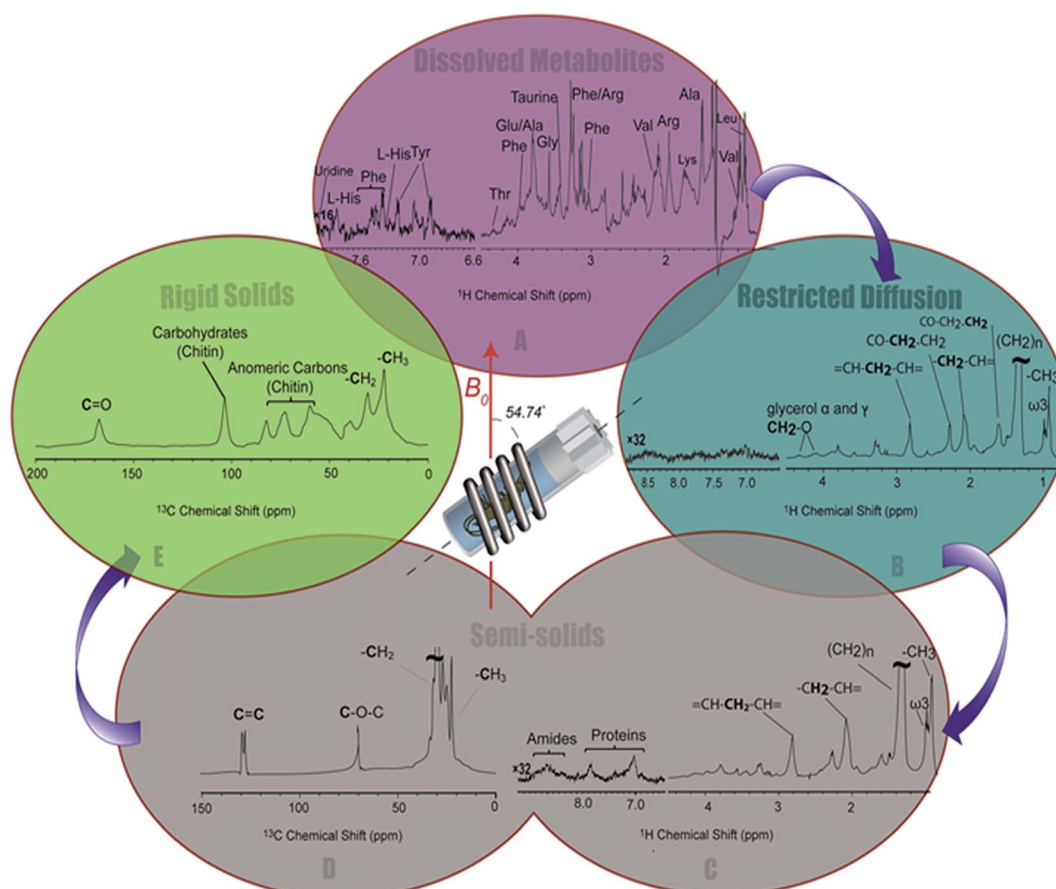 Dissolved Metabolites
Taurine
Phe/Arg
Ala
Glu/Ala
Phe
Gly
Phe
Val
Arg
Leu
Lys
Val
Thr
L-His
Tyr
Uridine
Phe
L-His
×16
7.6 7.0 6.6
4 3 2
¹H Chemical Shift (ppm)
A
Rigid Solids
Carbohydrates
(Chitin)
Anomeric Carbons
(Chitin)
-CH₃
-CH₂
C=O
200 150 100 50 0
¹³C Chemical Shift (ppm)
E
B₀
54.74°
Restricted Diffusion
CO-CH2-CH2
CO-CH2-CH2
(CH2)n
=CH-CH2-CH=
-CH2-CH=
-CH3
ω3
glycerol α and γ
CH2-O
×32
8.5 8.0 7.5 7.0
4 3 2 1
¹H Chemical Shift (ppm)
B
Semi-solids
-CH₂
-CH₃
C=C
C-O-C
150 100 50 0
¹³C Chemical Shift (ppm)
D
(CH2)n
-CH3
-CH2-CH=
=CH-CH₂-CH=
ω3
Amides
Proteins
×32
8.0 7.0
4 3 2
¹H Chemical Shift (ppm)
C